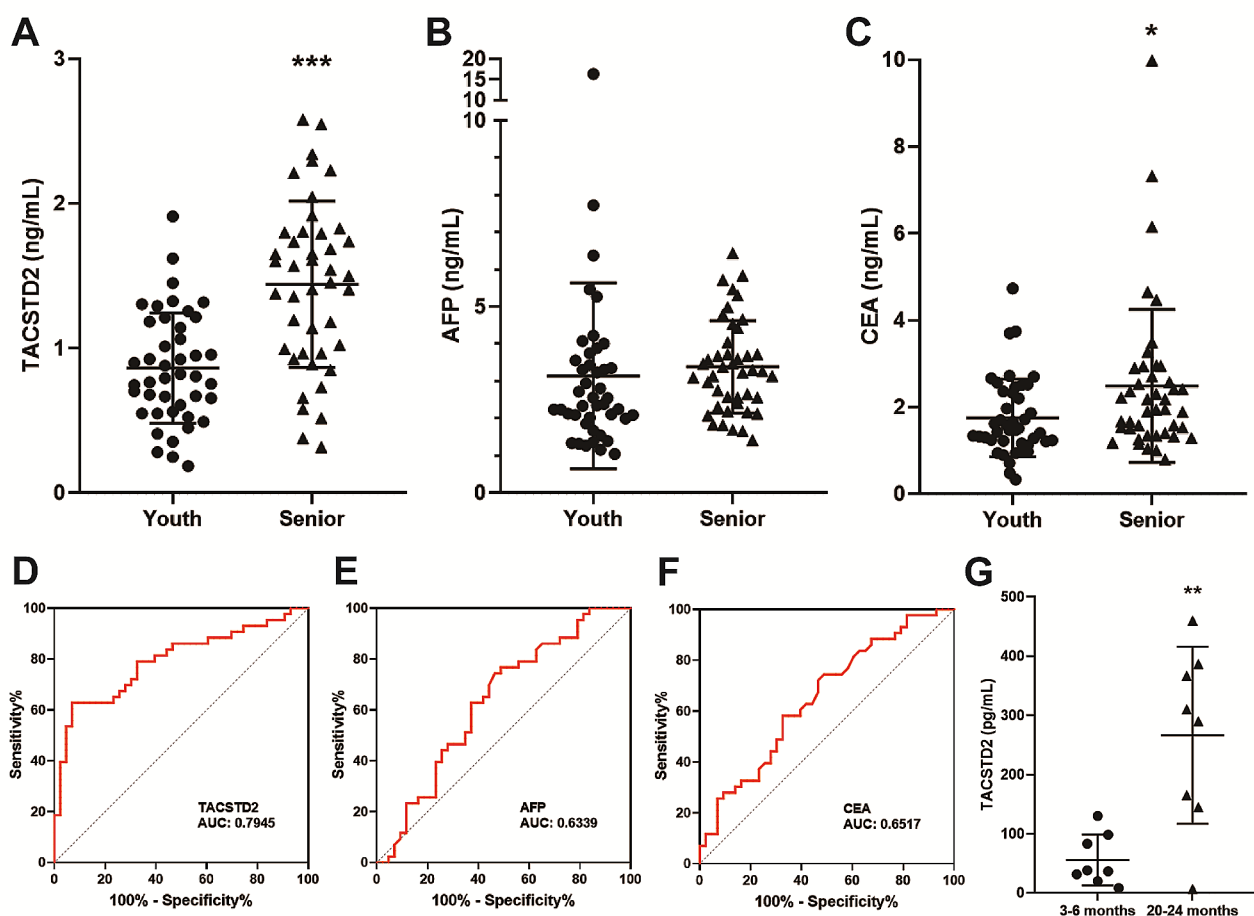 A
TACSTD2 (ng/mL)
3
2
1
0
***
Youth
Senior
B
AFP (ng/mL)
20
15
10
10
5
0
Youth
Senior
C
CEA (ng/mL)
10
8
6
4
2
0
*
Youth
Senior
D
Sensitivity%
100
80
60
40
20
0
TACSTD2
AUC: 0.7945
0 20 40 60 80 100
100% - Specificity%
E
Sensitivity%
100
80
60
40
20
0
AFP
AUC: 0.6339
0 20 40 60 80 100
100% - Specificity%
F
Sensitivity%
100
80
60
40
20
0
CEA
AUC: 0.6517
0 20 40 60 80 100
100% - Specificity%
G
TACSTD2 (pg/mL)
500
400
300
200
100
0
**
3-6 months
20-24 months